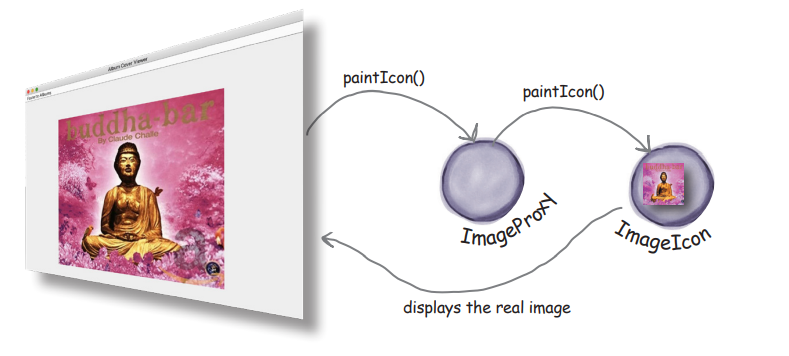 Album Cover Viewer
buddha-bar
By Claude Challe
paintIcon()
paintIcon()
ImageProxy
ImageIcon
displays the real image